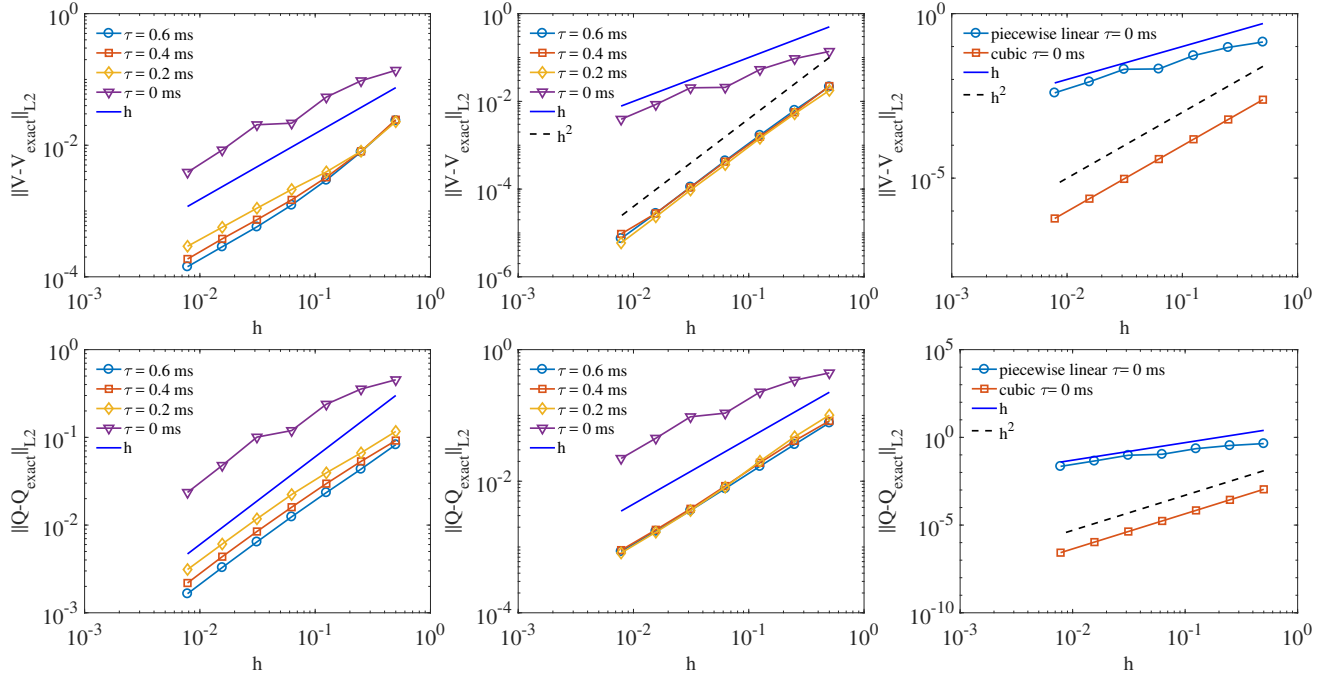 10^0
10^-2
10^-4
||V-V_exact||_L2
τ = 0.6 ms
τ = 0.4 ms
τ = 0.2 ms
τ = 0 ms
h
10^-3
10^-2
10^-1
10^0
h
10^0
10^-2
10^-4
10^-6
||V-V_exact||_L2
τ = 0.6 ms
τ = 0.4 ms
τ = 0.2 ms
τ = 0 ms
h
h^2
10^-3
10^-2
10^-1
10^0
h
10^0
10^-5
||V-V_exact||_L2
piecewise linear τ= 0 ms
cubic τ= 0 ms
h
h^2
10^-3
10^-2
10^-1
10^0
h
10^0
10^-1
10^-2
10^-3
||Q-Q_exact||_L2
τ = 0.6 ms
τ = 0.4 ms
τ = 0.2 ms
τ = 0 ms
h
10^-3
10^-2
10^-1
10^0
h
10^0
10^-2
10^-4
||Q-Q_exact||_L2
τ = 0.6 ms
τ = 0.4 ms
τ = 0.2 ms
τ = 0 ms
h
10^-3
10^-2
10^-1
10^0
h
10^5
10^0
10^-5
10^-10
||Q-Q_exact||_L2
piecewise linear τ= 0 ms
cubic τ= 0 ms
h
h^2
10^-3
10^-2
10^-1
10^0
h